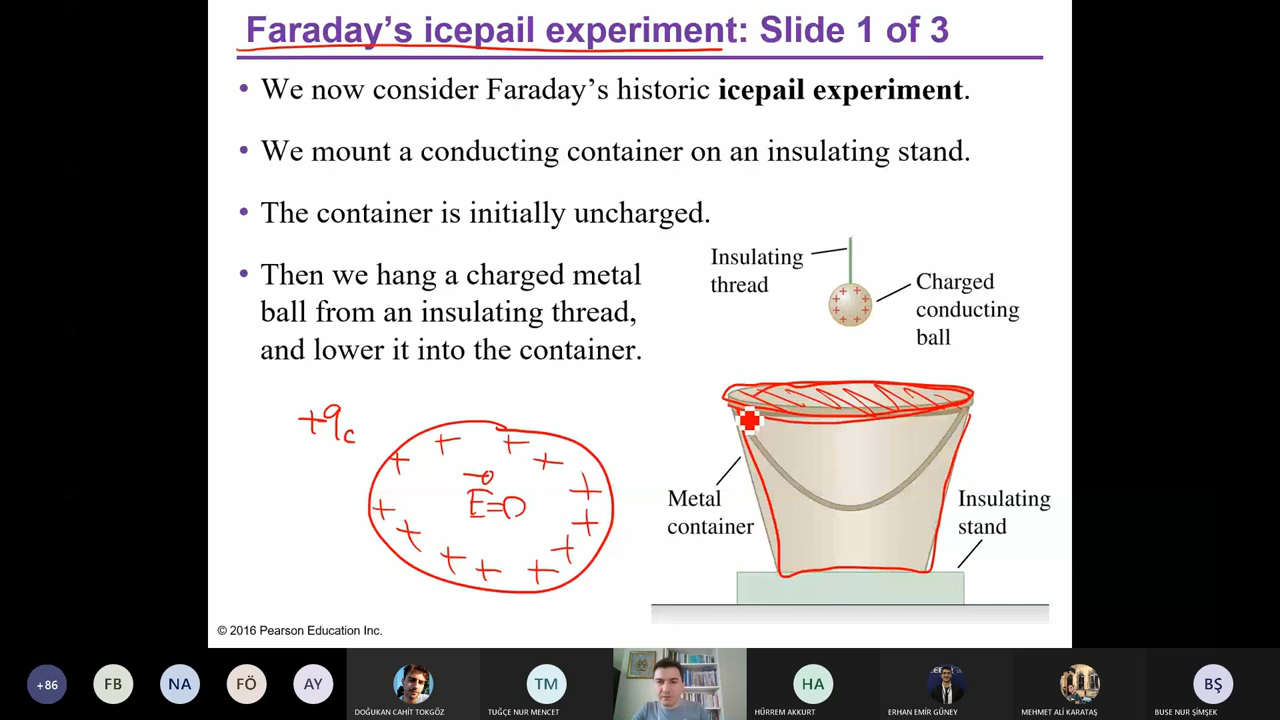 Faraday's icepail experiment: Slide 1 of 3
• We now consider Faraday's historic icepail experiment.
• We mount a conducting container on an insulating stand.
• The container is initially uncharged.
• Then we hang a charged metal
ball from an insulating thread,
and lower it into the container.
Insulating
thread
Charged
conducting
ball
+q_c
E=0
Metal
container
Insulating
stand
© 2016 Pearson Education Inc.
+86
FB
NA
FÖ
AY
DOĞUKAN CAHİT TOKGÖZ
TM
TUĞÇE NUR MENCET
HA
HÜRREM AKKURT
ERHAN EMİR GÜNEY
MEHMET ALİ KARATAŞ
BŞ
BUSE NUR ŞİMŞEK